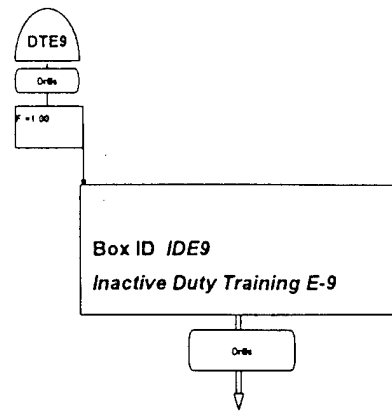 DTE9
Drills
F =1.00
Box ID IDE9
Inactive Duty Training E-9
Drills